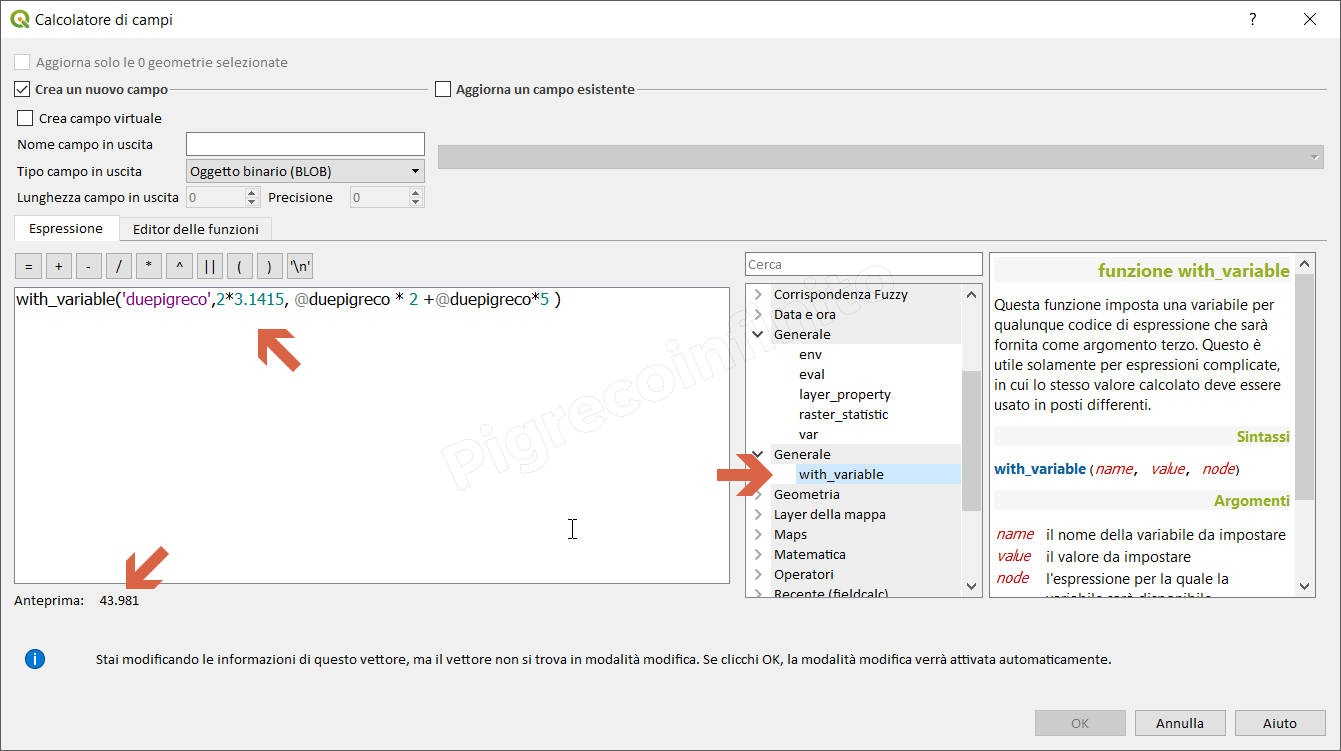 Calcolatore di campi
?
Aggiorna solo le 0 geometrie selezionate
Crea un nuovo campo
Aggiorna un campo esistente
Crea campo virtuale
Nome campo in uscita
Tipo campo in uscita
Oggetto binario (BLOB)
Lunghezza campo in uscita
0
Precisione
0
Espressione
Editor delle funzioni
= + - / * ^ || ( ) '\n'
with_variable('duepigreco',2*3.1415, @duepigreco * 2 +@duepigreco*5 )
Anteprima: 43.981
Cerca
Corrispondenza Fuzzy
Data e ora
Generale
env
eval
layer_property
raster_statistic
var
Generale
with_variable
Geometria
Layer della mappa
Maps
Matematica
Operatori
Recente (fieldcalc)
funzione with_variable
Questa funzione imposta una variabile per
qualunque codice di espressione che sarà
fornita come argomento terzo. Questo è
utile solamente per espressioni complicate,
in cui lo stesso valore calcolato deve essere
usato in posti differenti.
Sintassi
with_variable(name, value, node)
Argomenti
name il nome della variabile da impostare
value il valore da impostare
node l'espressione per la quale la
variabile sarà disponibile
Pigrecoinfinito
Stai modificando le informazioni di questo vettore, ma il vettore non si trova in modalità modifica. Se clicchi OK, la modalità modifica verrà attivata automaticamente.
OK
Annulla
Aiuto